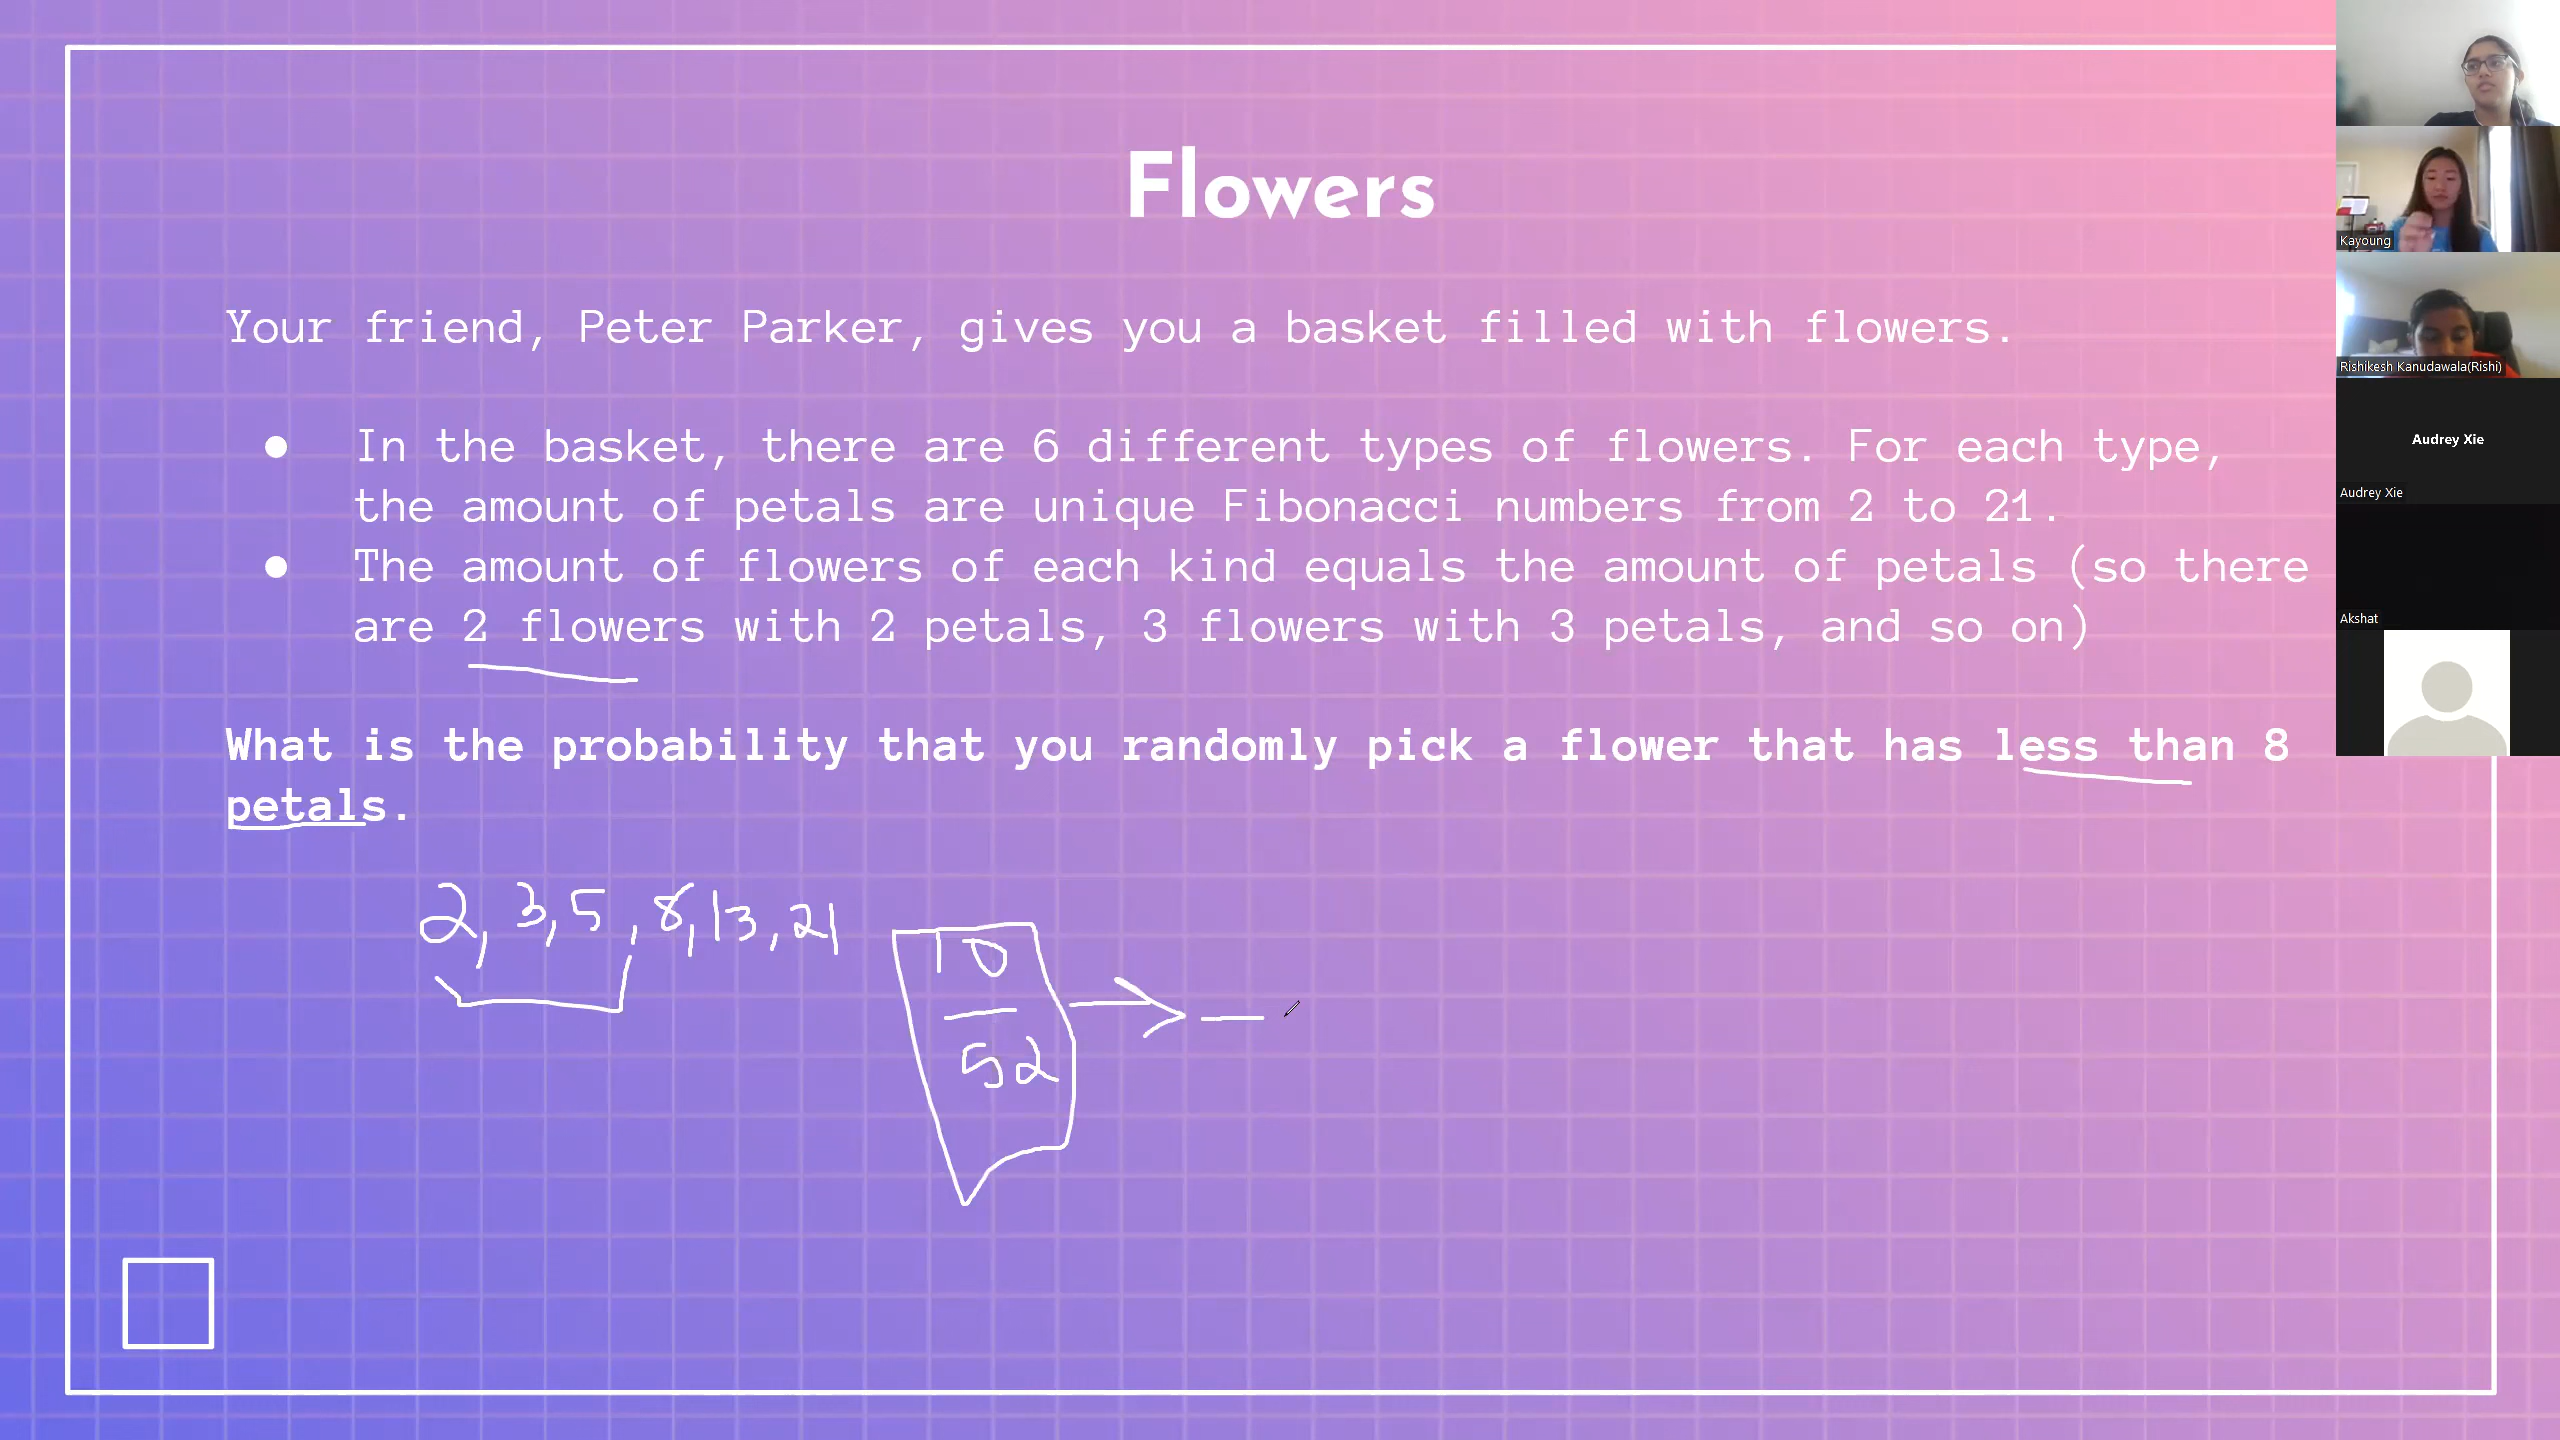 Flowers
Your friend, Peter Parker, gives you a basket filled with flowers.
● In the basket, there are 6 different types of flowers. For each type,
the amount of petals are unique Fibonacci numbers from 2 to 21.
● The amount of flowers of each kind equals the amount of petals (so there
are 2 flowers with 2 petals, 3 flowers with 3 petals, and so on)
What is the probability that you randomly pick a flower that has less than 8
petals.
2, 3, 5, 8, 13, 21
10
52
Kayoung
Rishikesh Kanudawala(Rishi)
Audrey Xie
Audrey Xie
Akshat